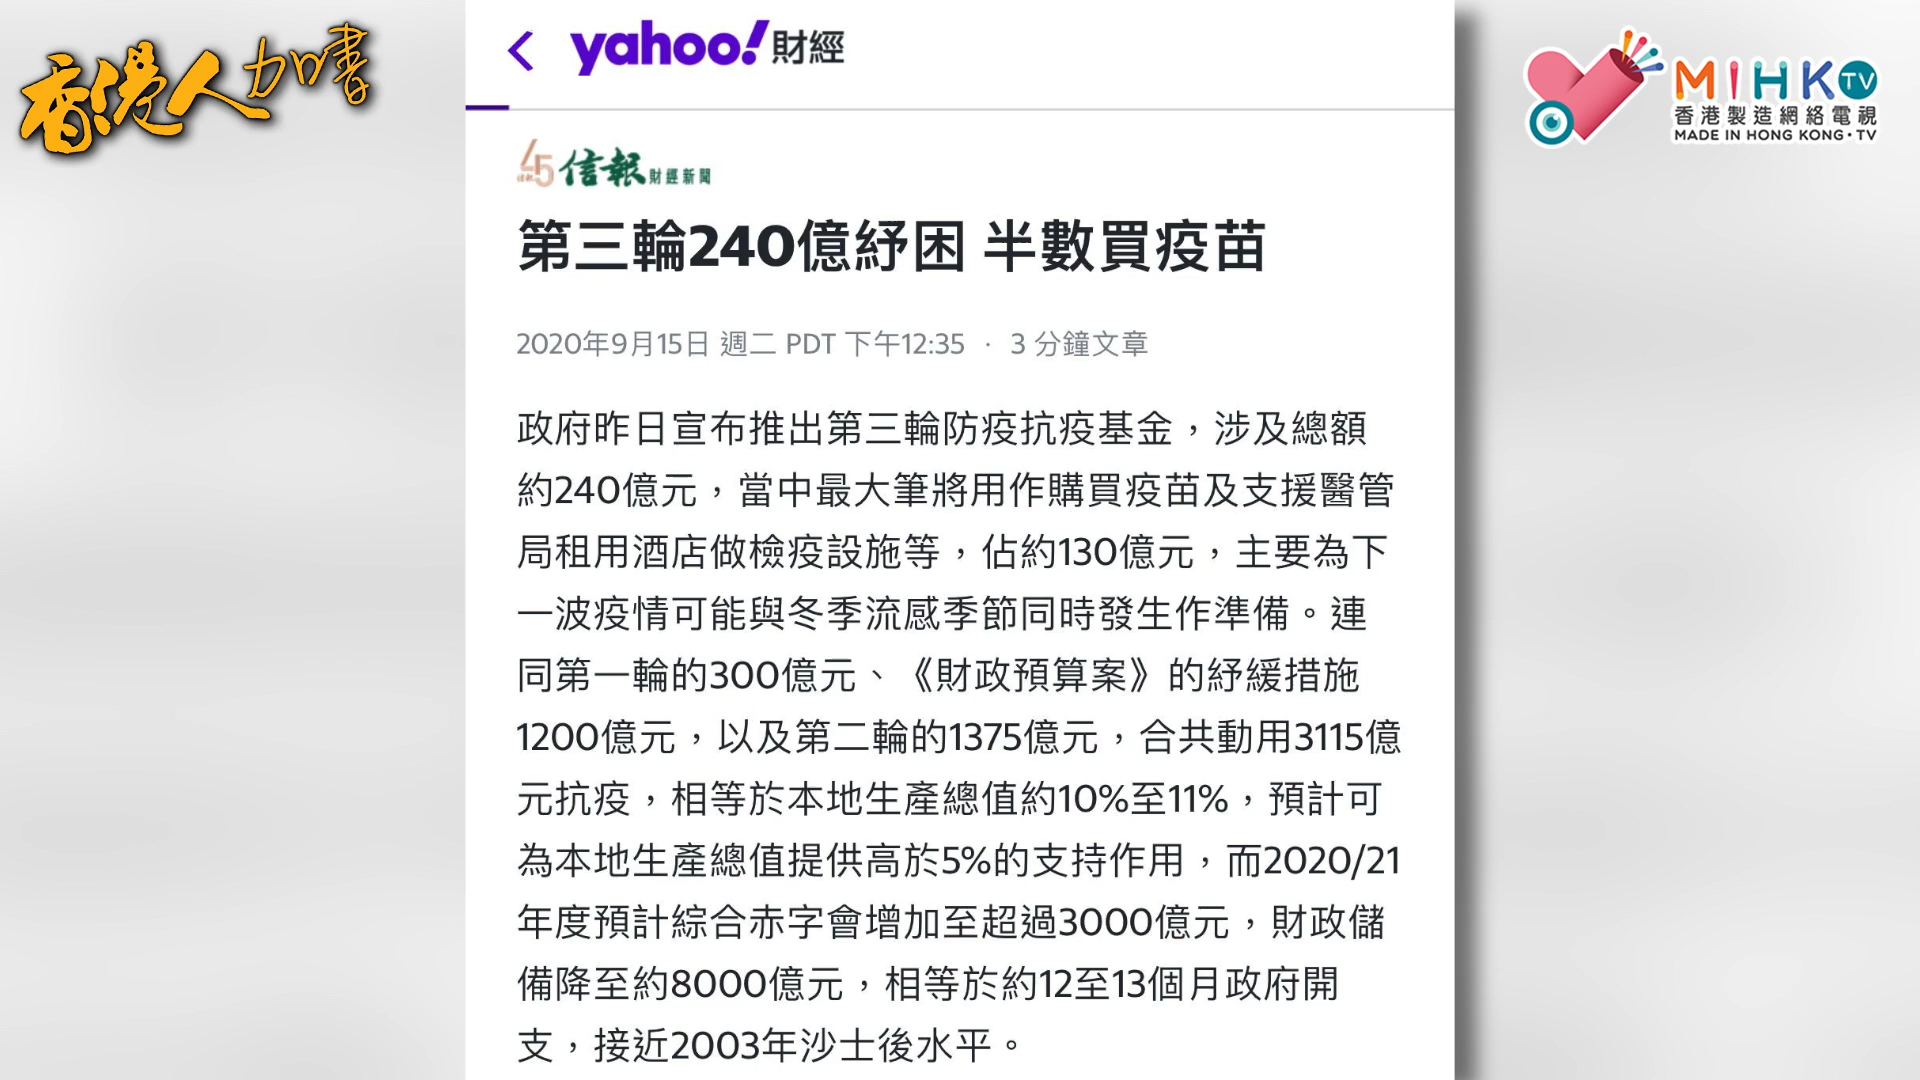 香港人加書
yahoo!財經
MIHK TV
香港製造網絡電視
MADE IN HONG KONG・TV
45 信報財經新聞
第三輪240億紓困 半數買疫苗
2020年9月15日 週二 PDT 下午12:35 · 3 分鐘文章
政府昨日宣布推出第三輪防疫抗疫基金，涉及總額
約240億元，當中最大筆將用作購買疫苗及支援醫管
局租用酒店做檢疫設施等，佔約130億元，主要為下
一波疫情可能與冬季流感季節同時發生作準備。連
同第一輪的300億元、《財政預算案》的紓緩措施
1200億元，以及第二輪的1375億元，合共動用3115億
元抗疫，相等於本地生產總值約10%至11%，預計可
為本地生產總值提供高於5%的支持作用，而2020/21
年度預計綜合赤字會增加至超過3000億元，財政儲
備降至約8000億元，相等於約12至13個月政府開
支，接近2003年沙士後水平。